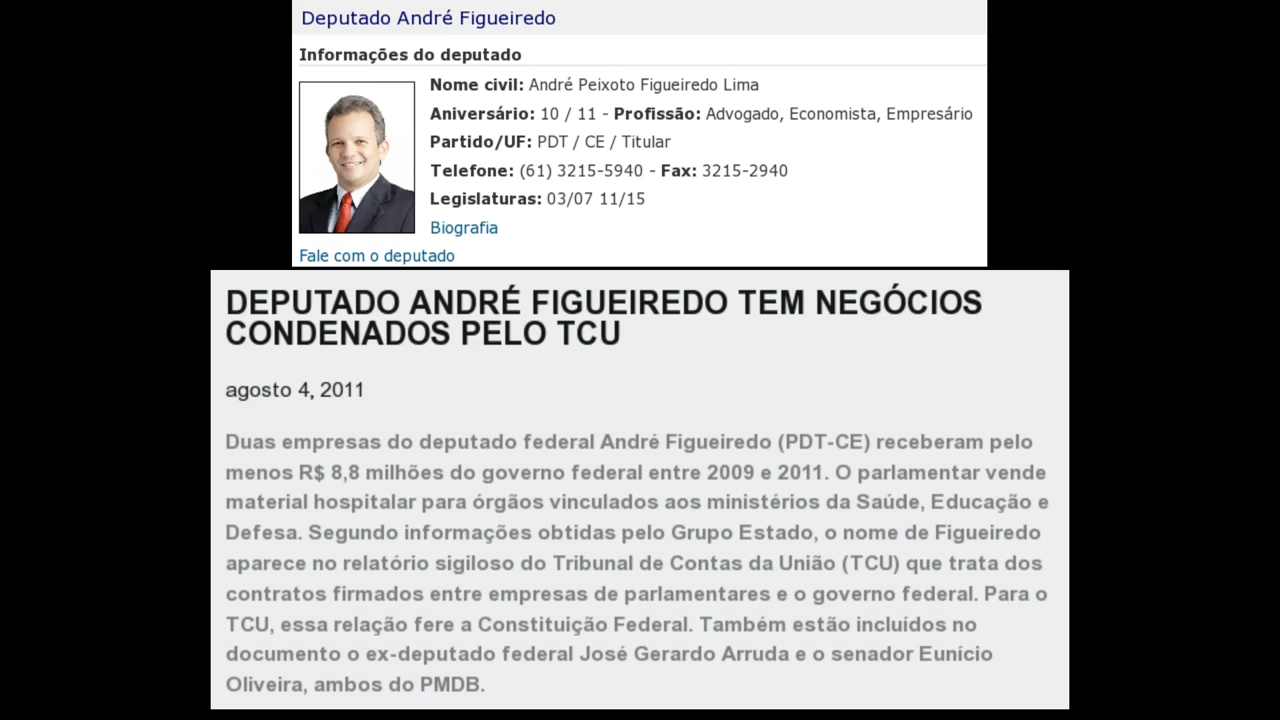 Deputado André Figueiredo
Informações do deputado
Nome civil: André Peixoto Figueiredo Lima
Aniversário: 10 / 11 - Profissão: Advogado, Economista, Empresário
Partido/UF: PDT / CE / Titular
Telefone: (61) 3215-5940 - Fax: 3215-2940
Legislaturas: 03/07 11/15
Biografia
Fale com o deputado
DEPUTADO ANDRÉ FIGUEIREDO TEM NEGÓCIOS
CONDENADOS PELO TCU
agosto 4, 2011
Duas empresas do deputado federal André Figueiredo (PDT-CE) receberam pelo
menos R$ 8,8 milhões do governo federal entre 2009 e 2011. O parlamentar vende
material hospitalar para órgãos vinculados aos ministérios da Saúde, Educação e
Defesa. Segundo informações obtidas pelo Grupo Estado, o nome de Figueiredo
aparece no relatório sigiloso do Tribunal de Contas da União (TCU) que trata dos
contratos firmados entre empresas de parlamentares e o governo federal. Para o
TCU, essa relação fere a Constituição Federal. Também estão incluídos no
documento o ex-deputado federal José Gerardo Arruda e o senador Eunício
Oliveira, ambos do PMDB.